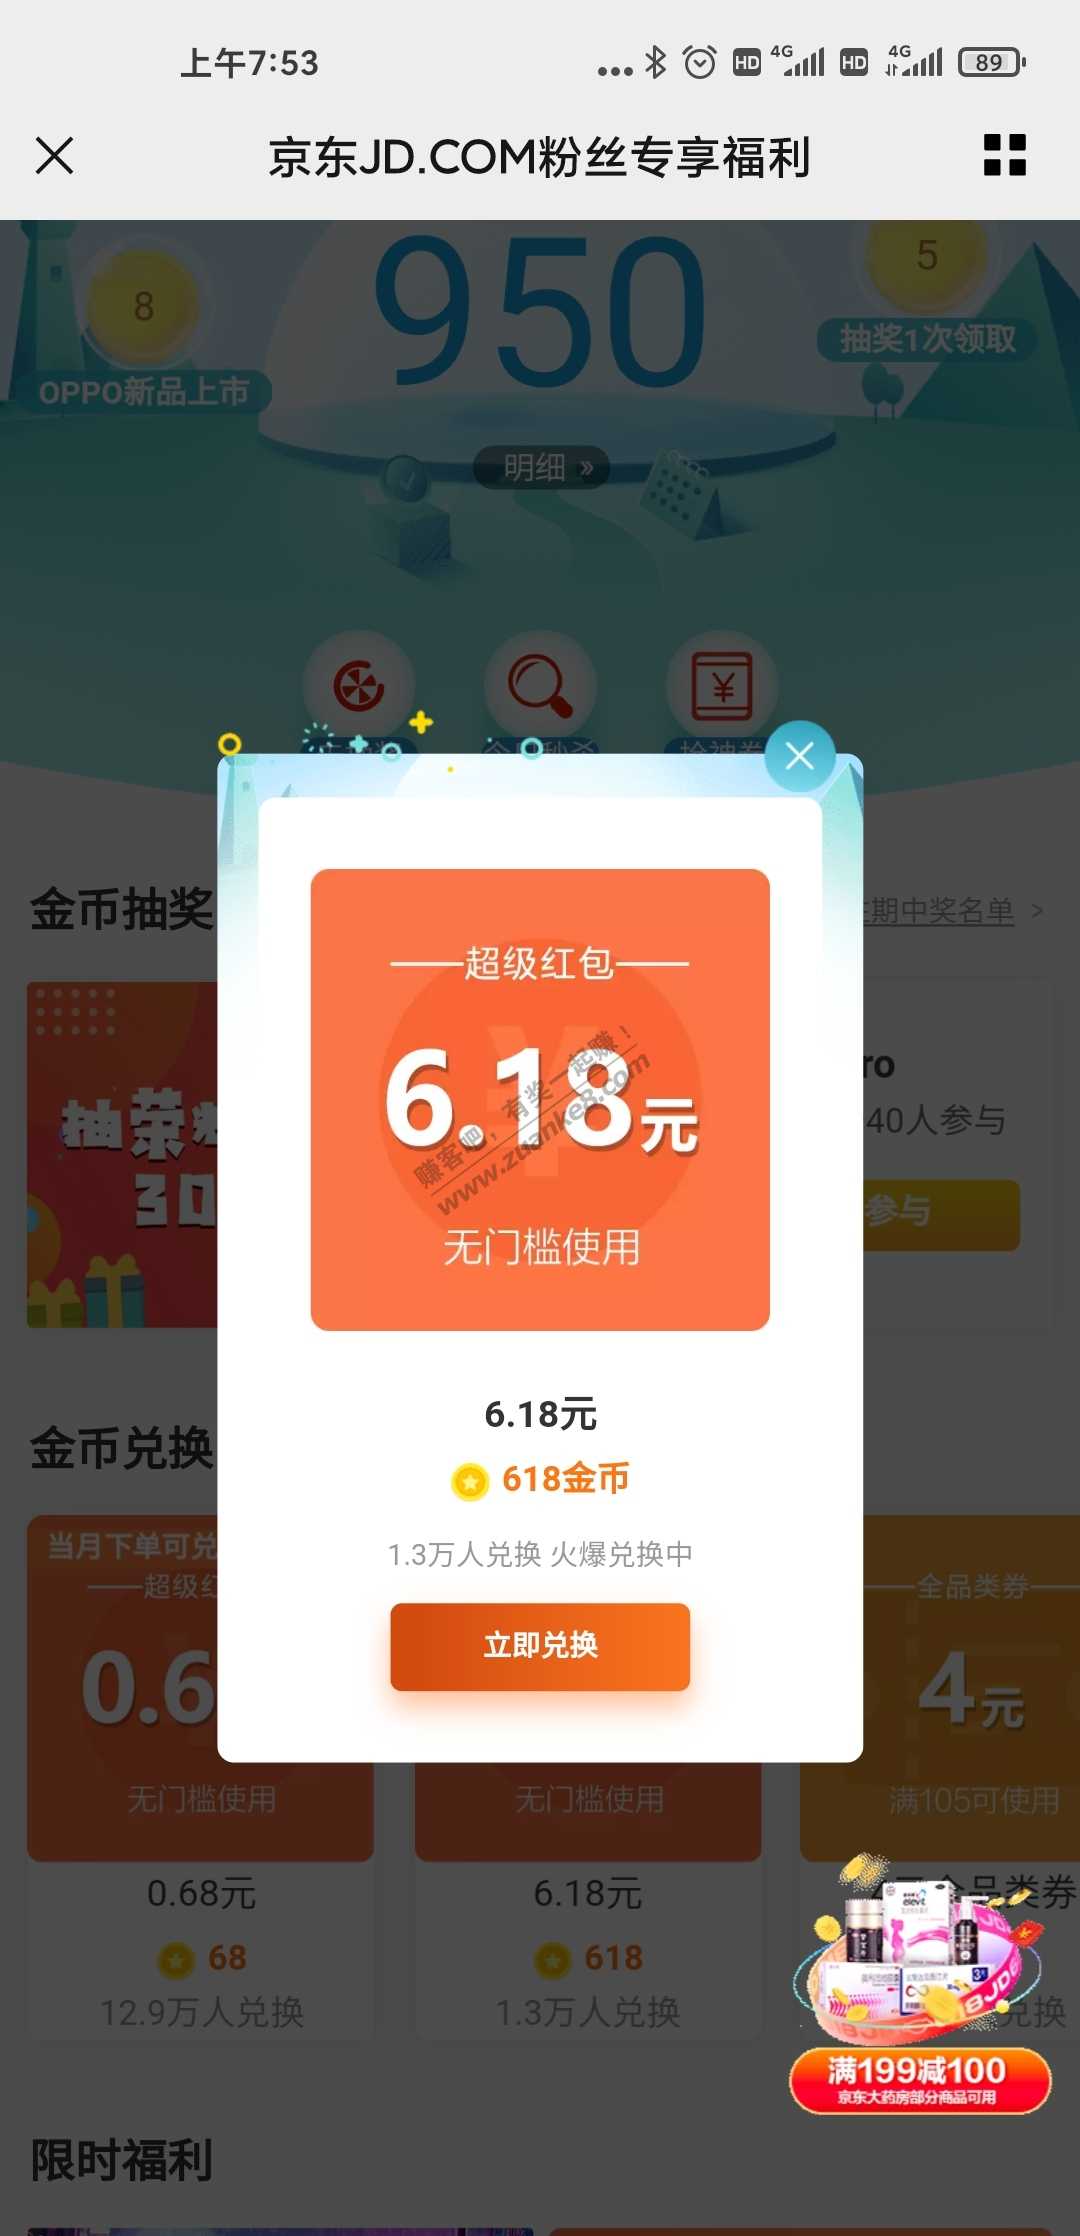 上午7:53
HD 4G HD 4G 89
京东JD.COM粉丝专享福利
8
950
5
OPPO新品上市
抽奖1次领取
明细 »
金币抽奖
期中奖名单 >
超级红包
6.18元
无门槛使用
赚客吧，有奖一起赚！
www.zuanke8.com
ro
40人参与
参与
抽荣
30
6.18元
618金币
1.3万人兑换 火爆兑换中
立即兑换
金币兑换
当月下单可兑
超级红
0.6
无门槛使用
0.68元
68
12.9万人兑换
无门槛使用
6.18元
618
1.3万人兑换
全品类券
4元
满105可使用
全品类券
兑换
elevit
满199减100
京东大药房部分商品可用
限时福利